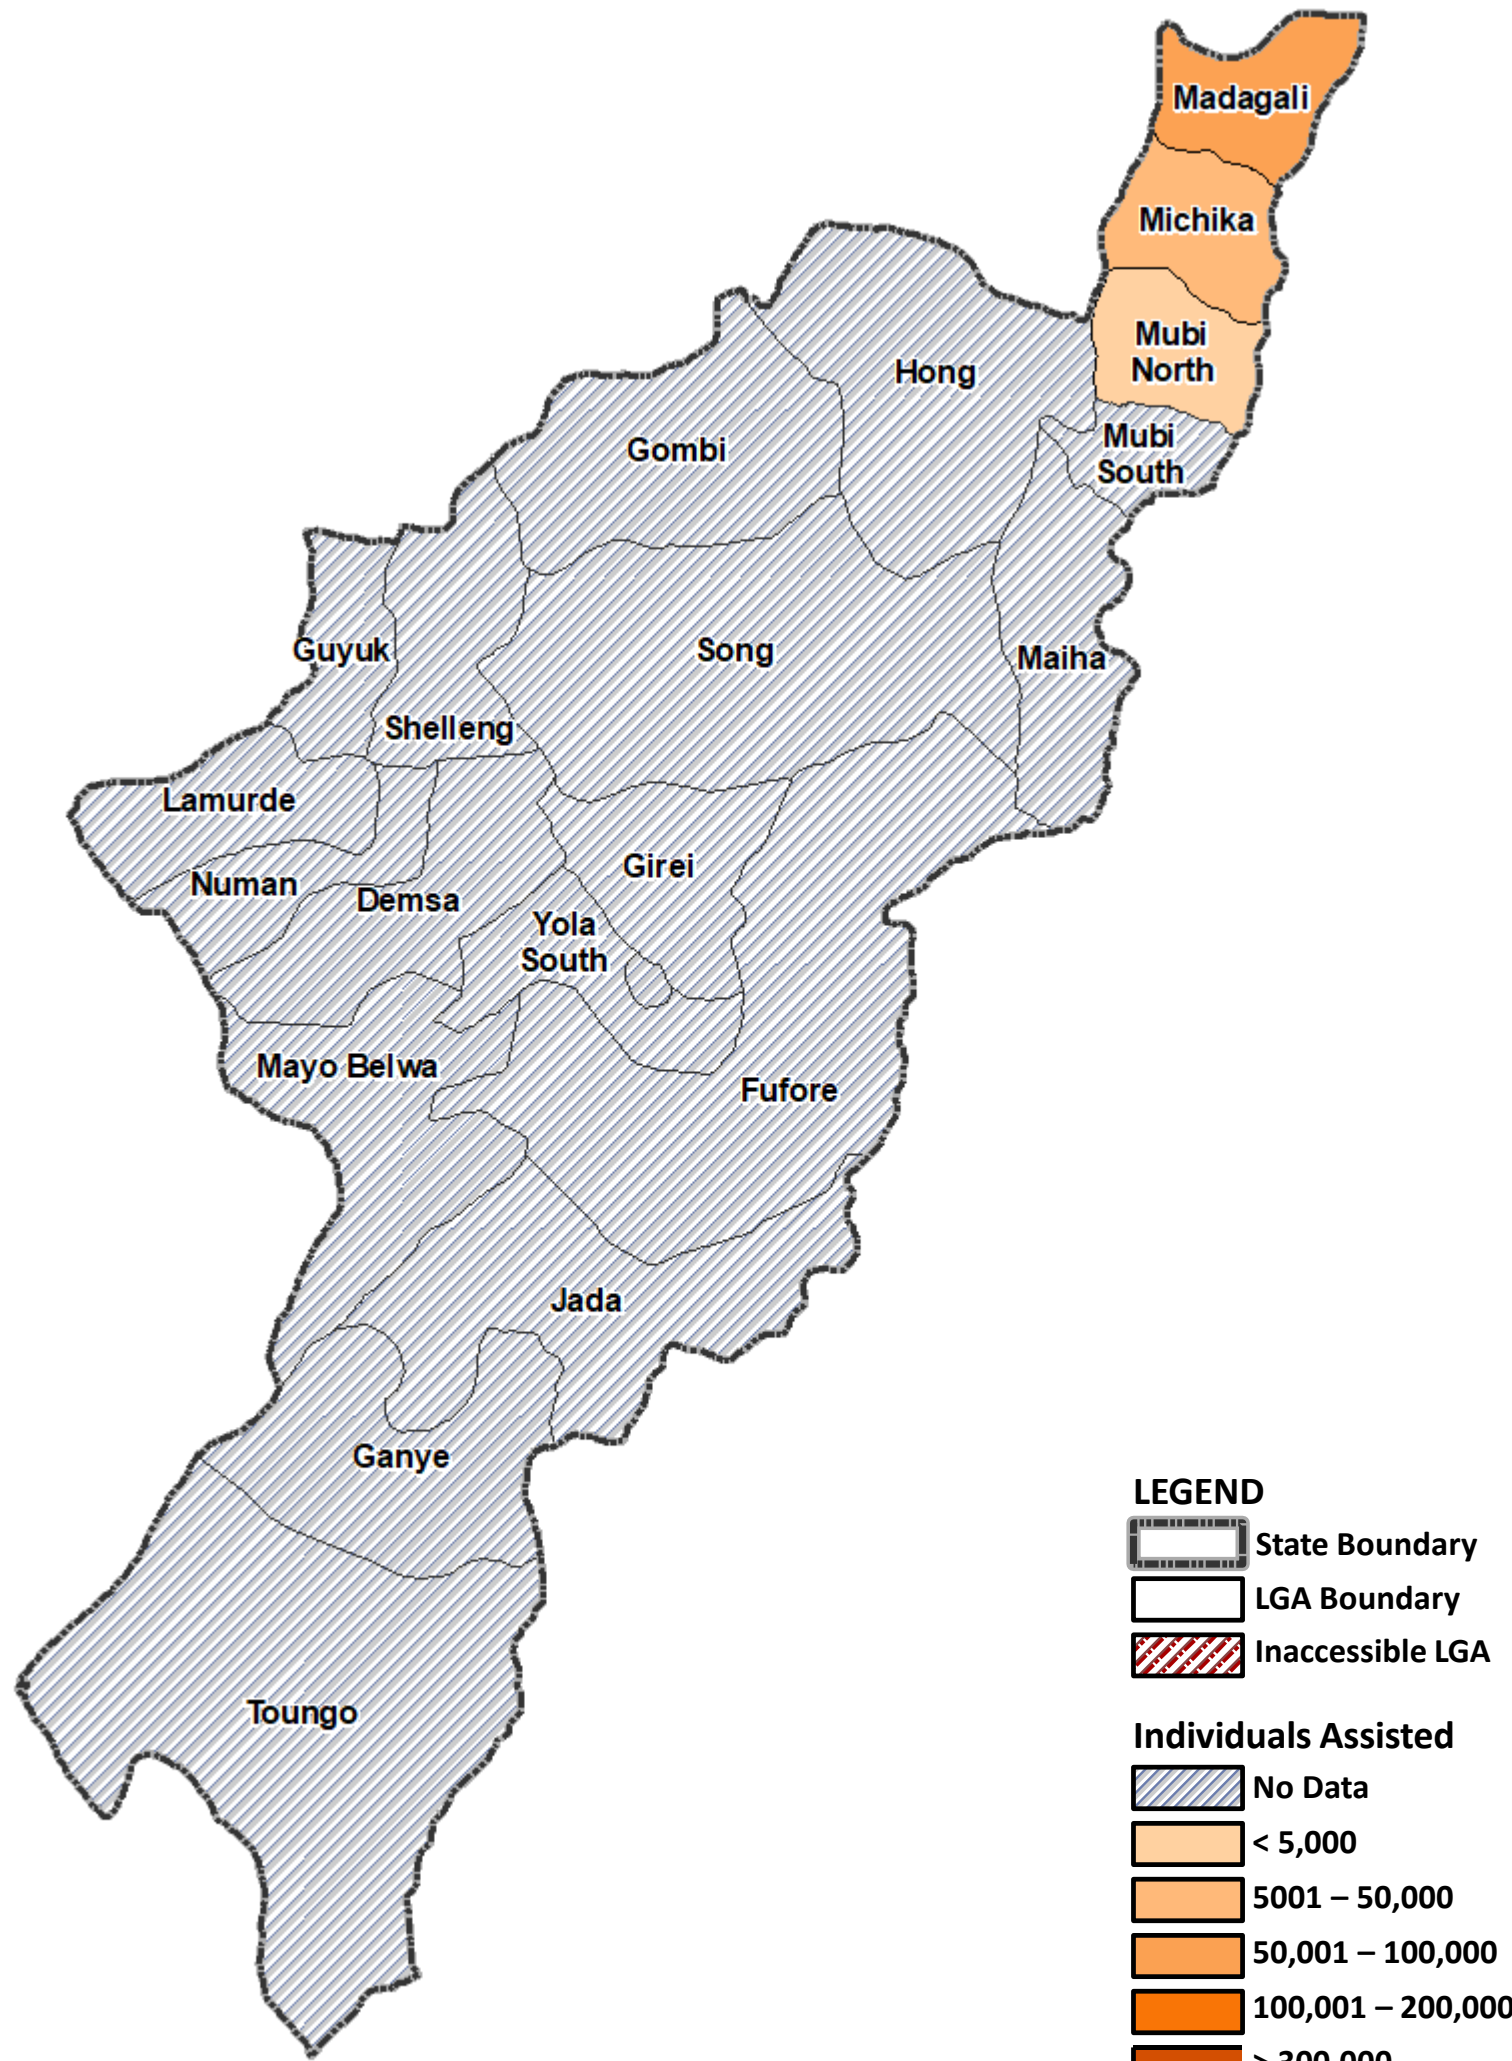 Madagali
Michika
Mubi
North
Hong
Mubi
South
Gombi
Guyuk
Song
Maiha
Shelleng
Lamurde
Girei
Numan
Demsa
Yola
South
Mayo Belwa
Fufore
Jada
Ganye
Toungo
LEGEND
State Boundary
LGA Boundary
Inaccessible LGA
Individuals Assisted
No Data
< 5,000
5001 – 50,000
50,001 – 100,000
100,001 – 200,000
> 300,000